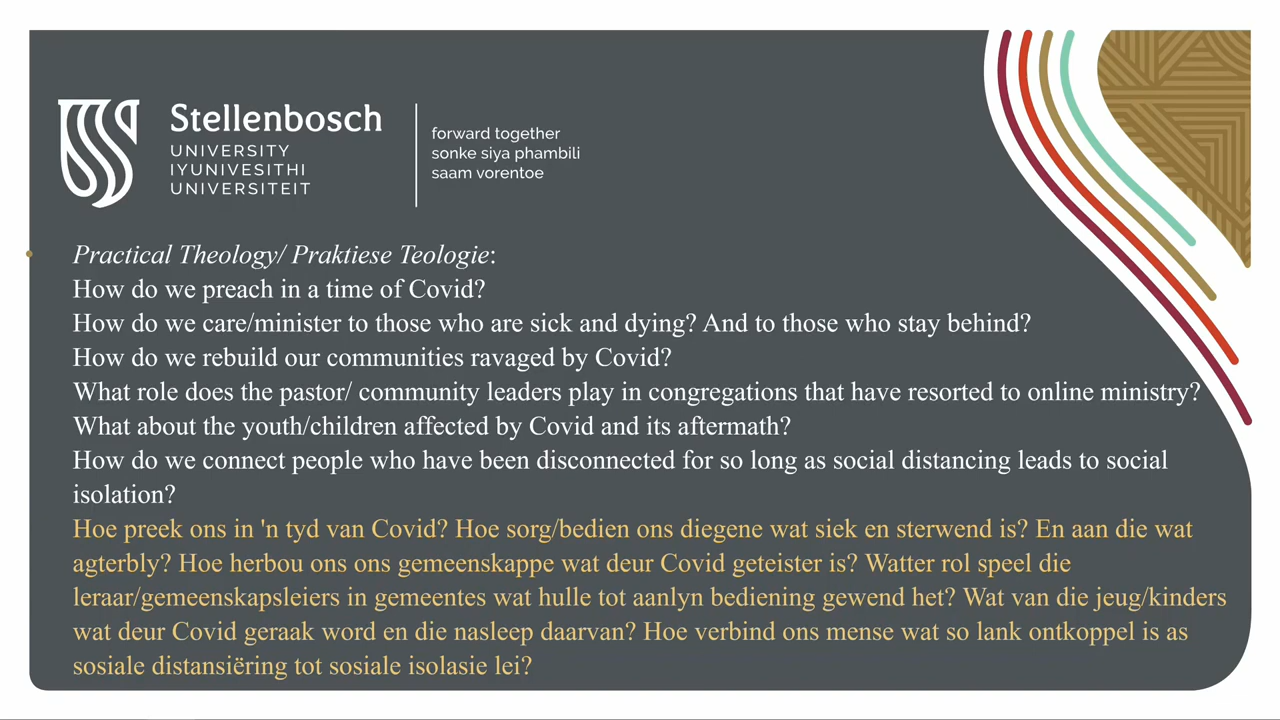 Stellenbosch
UNIVERSITY
IYUNIVESITHI
UNIVERSITEIT
forward together
sonke siya phambili
saam vorentoe
Practical Theology/ Praktiese Teologie:
How do we preach in a time of Covid?
How do we care/minister to those who are sick and dying? And to those who stay behind?
How do we rebuild our communities ravaged by Covid?
What role does the pastor/ community leaders play in congregations that have resorted to online ministry?
What about the youth/children affected by Covid and its aftermath?
How do we connect people who have been disconnected for so long as social distancing leads to social
isolation?
Hoe preek ons in 'n tyd van Covid? Hoe sorg/bedien ons diegene wat siek en sterwend is? En aan die wat
agterbly? Hoe herbou ons ons gemeenskappe wat deur Covid geteister is? Watter rol speel die
leraar/gemeenskapsleiers in gemeentes wat hulle tot aanlyn bediening gewend het? Wat van die jeug/kinders
wat deur Covid geraak word en die nasleep daarvan? Hoe verbind ons mense wat so lank ontkoppel is as
sosiale distansiëring tot sosiale isolasie lei?